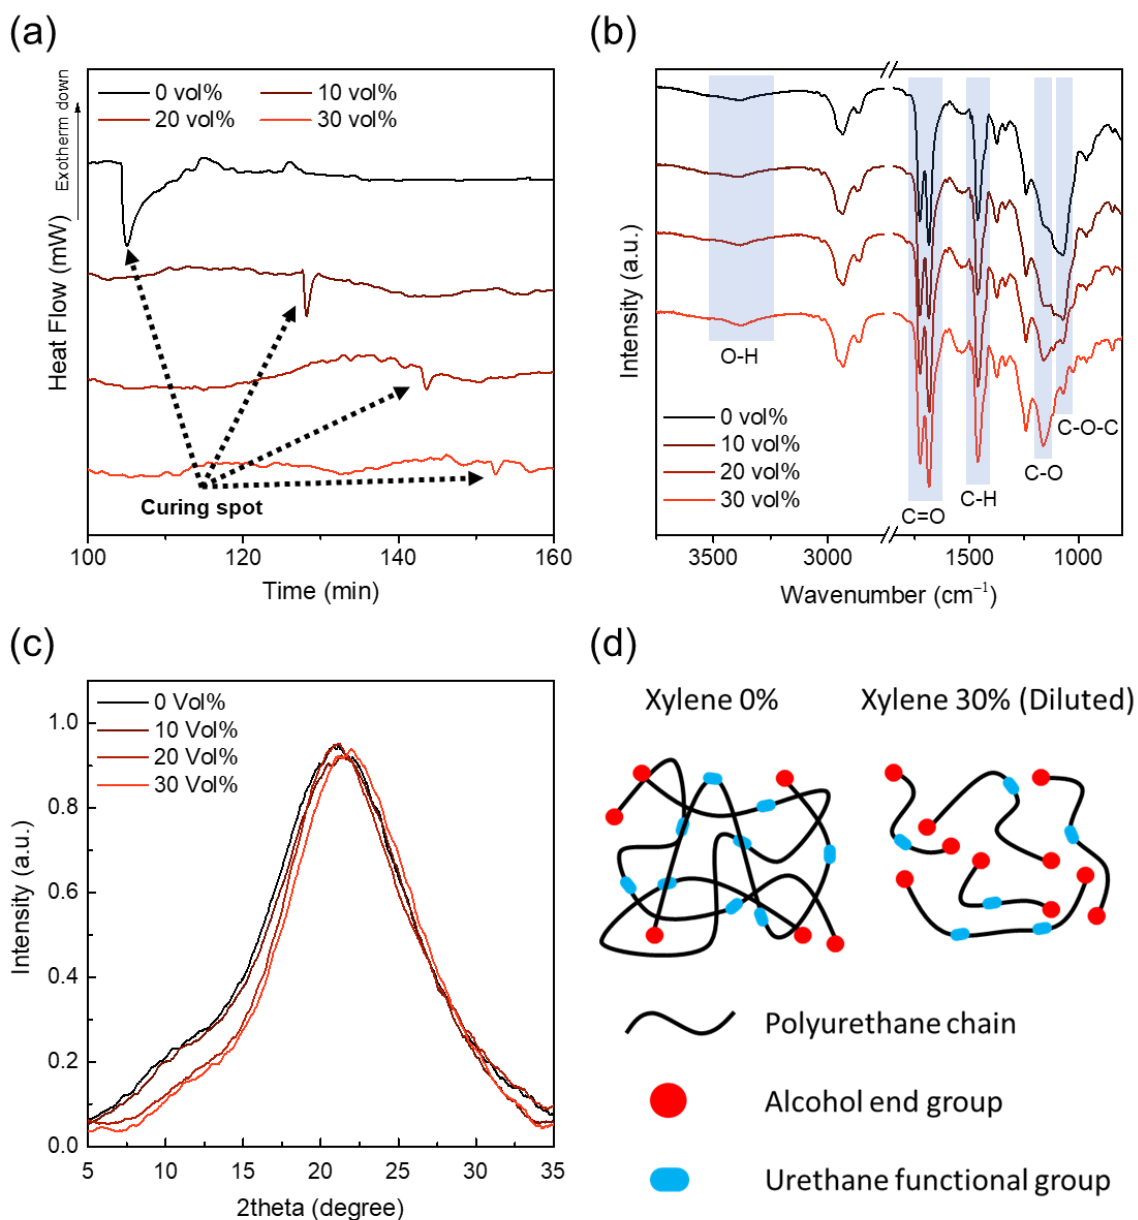 (a)
0 vol%
10 vol%
20 vol%
30 vol%
Exotherm down
Heat Flow (mW)
Curing spot
100 120 140 160
Time (min)
(b)
Intensity (a.u.)
O-H
C-O-C
C-O
C-H
C=O
0 vol%
10 vol%
20 vol%
30 vol%
3500 3000 1500 1000
Wavenumber (cm⁻¹)
(c)
0 Vol%
10 Vol%
20 Vol%
30 Vol%
1.0
0.8
0.6
0.4
0.2
0.0
Intensity (a.u.)
5 10 15 20 25 30 35
2theta (degree)
(d)
Xylene 0%
Xylene 30% (Diluted)
Polyurethane chain
Alcohol end group
Urethane functional group